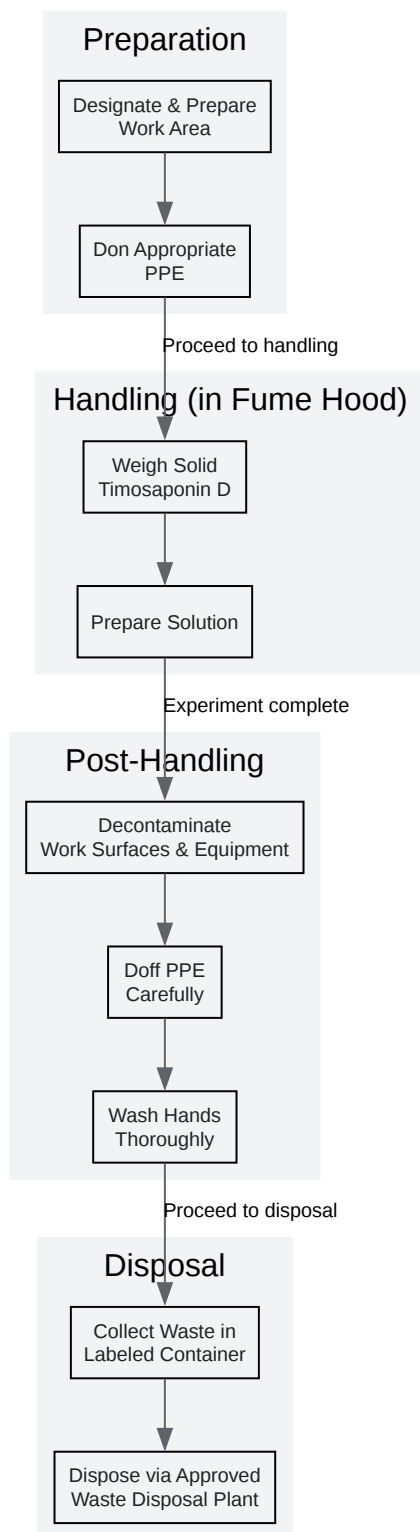 Preparation
Designate & Prepare
Work Area
Don Appropriate
PPE
Proceed to handling
Handling (in Fume Hood)
Weigh Solid
Timosaponin D
Prepare Solution
Experiment complete
Post-Handling
Decontaminate
Work Surfaces & Equipment
Doff PPE
Carefully
Wash Hands
Thoroughly
Proceed to disposal
Disposal
Collect Waste in
Labeled Container
Dispose via Approved
Waste Disposal Plant